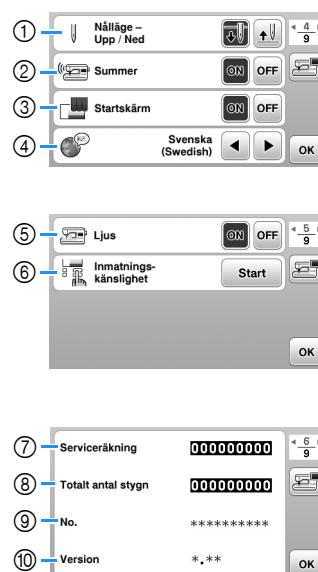 ① Nålläge –
Upp / Ned
4
9
② Summer ON OFF
③ Startskärm ON OFF
④ Svenska
(Swedish)
OK
⑤ Ljus ON OFF
5
9
⑥ Inmatnings-
känslighet Start
OK
⑦ Serviceräkning 000000000
6
9
⑧ Totalt antal stygn 000000000
⑨ No. **********
⑩ Version *.**
OK